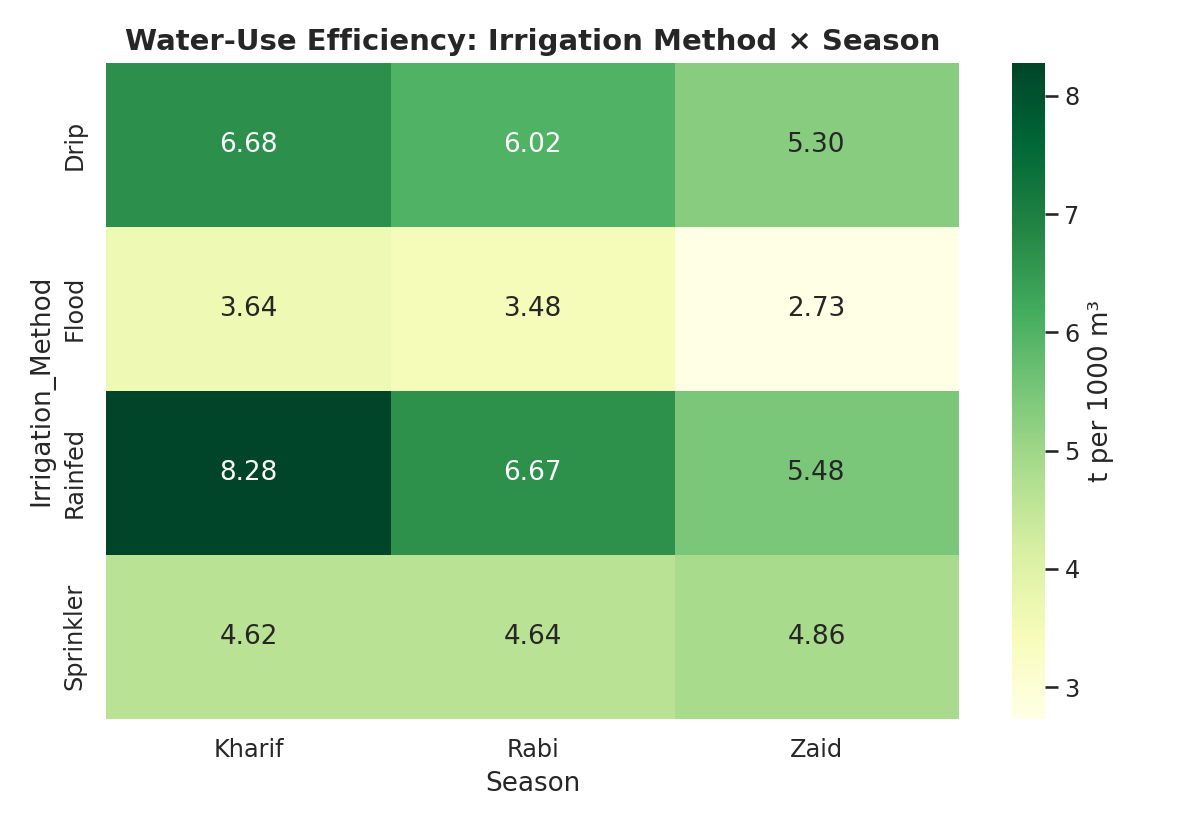 Water-Use Efficiency: Irrigation Method × Season
Irrigation_Method
Drip
6.68 6.02 5.30
Flood
3.64 3.48 2.73
Rainfed
8.28 6.67 5.48
Sprinkler
4.62 4.64 4.86
Kharif Rabi Zaid
Season
8
7
6
5
4
3
t per 1000 m³